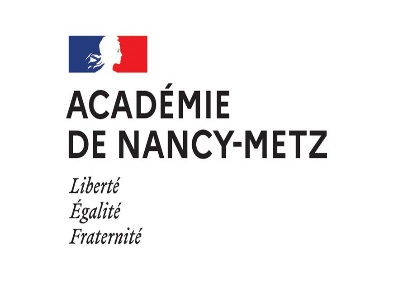 ACADÉMIE
DE NANCY-METZ
Liberté
Égalité
Fraternité